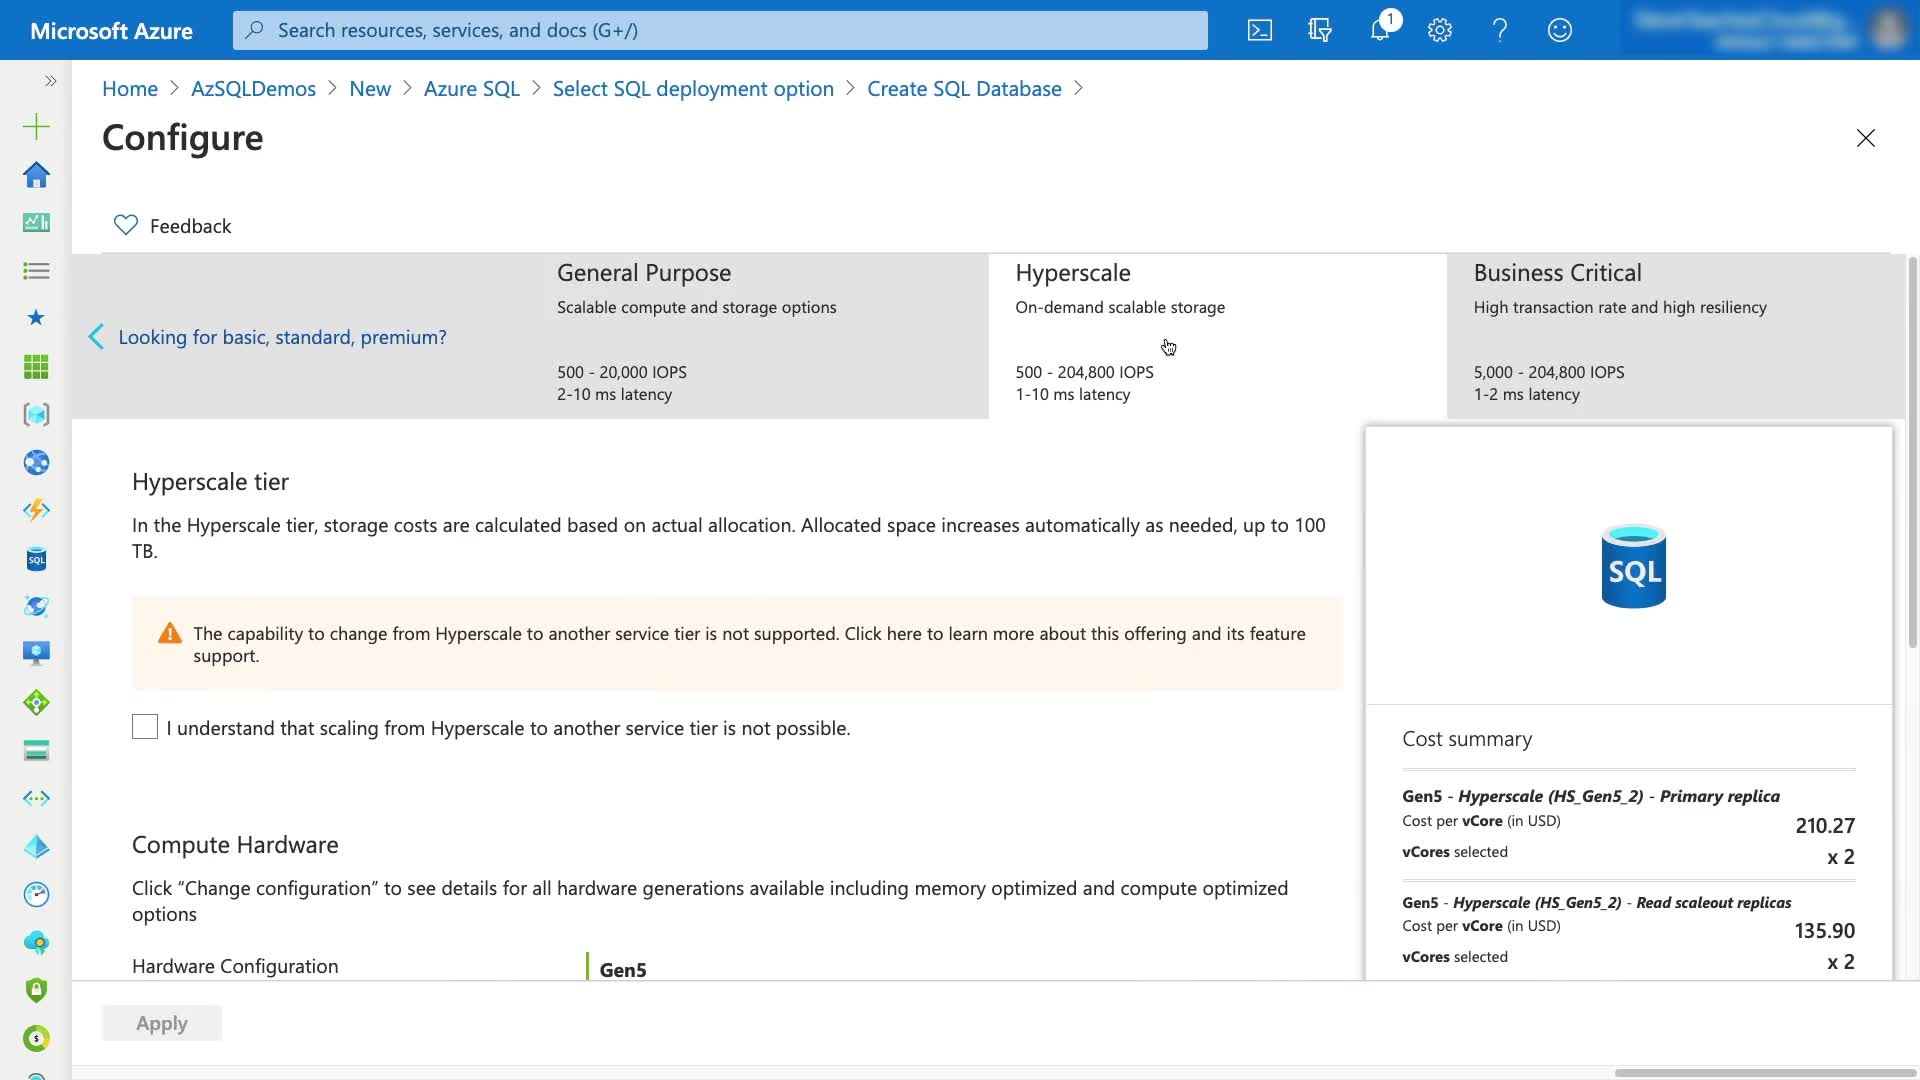 Microsoft Azure
Search resources, services, and docs (G+/)
1
Home > AzSQLDemos > New > Azure SQL > Select SQL deployment option > Create SQL Database >
Configure
Feedback
Looking for basic, standard, premium?
General Purpose
Scalable compute and storage options
500 - 20,000 IOPS
2-10 ms latency
Hyperscale
On-demand scalable storage
500 - 204,800 IOPS
1-10 ms latency
Business Critical
High transaction rate and high resiliency
5,000 - 204,800 IOPS
1-2 ms latency
Hyperscale tier
In the Hyperscale tier, storage costs are calculated based on actual allocation. Allocated space increases automatically as needed, up to 100
TB.
The capability to change from Hyperscale to another service tier is not supported. Click here to learn more about this offering and its feature
support.
I understand that scaling from Hyperscale to another service tier is not possible.
Compute Hardware
Click “Change configuration” to see details for all hardware generations available including memory optimized and compute optimized
options
Hardware Configuration
Gen5
SQL
Cost summary
Gen5 - Hyperscale (HS_Gen5_2) - Primary replica
Cost per vCore (in USD)
210.27
vCores selected
x 2
Gen5 - Hyperscale (HS_Gen5_2) - Read scaleout replicas
Cost per vCore (in USD)
135.90
vCores selected
x 2
Apply